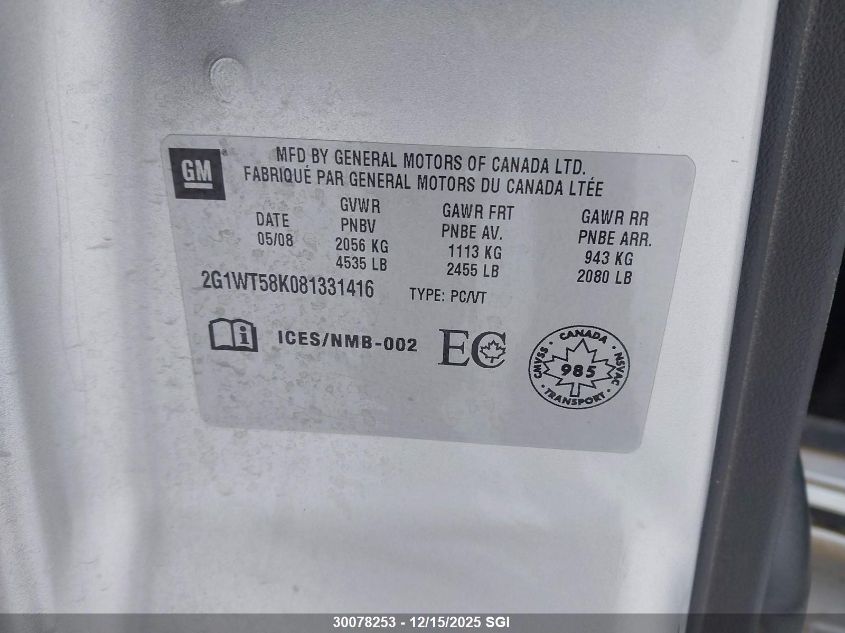 GM
MFD BY GENERAL MOTORS OF CANADA LTD.
FABRIQUÉ PAR GENERAL MOTORS DU CANADA LTÉE
DATE
05/08
GVWR
PNBV
2056 KG
4535 LB
GAWR FRT
PNBE AV.
1113 KG
2455 LB
GAWR RR
PNBE ARR.
943 KG
2080 LB
2G1WT58K081331416 TYPE: PC/VT
i ICES/NMB-002 EC
CANADA
CMVSS 985 NSVAC
TRANSPORT
30078253 - 12/15/2025 SGI